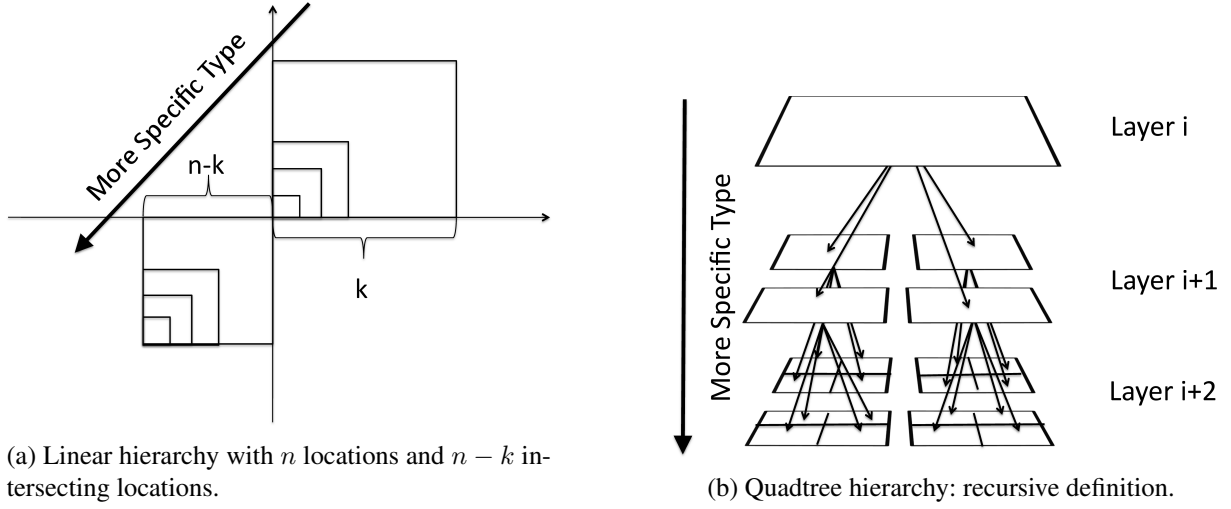 More Specific Type
n-k
k
(a) Linear hierarchy with n locations and n − k in-
tersecting locations.
More Specific Type
Layer i
Layer i+1
Layer i+2
(b) Quadtree hierarchy: recursive definition.